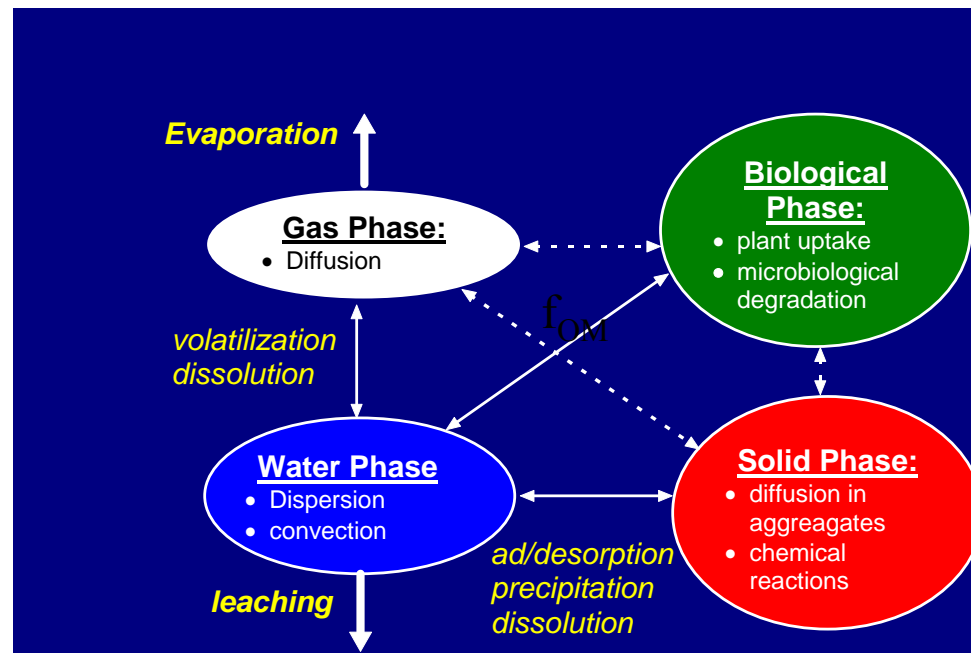 Evaporation
Gas Phase:
• Diffusion
Biological
Phase:
• plant uptake
• microbiological
degradation
f_OM
volatilization
dissolution
Water Phase
• Dispersion
• convection
Solid Phase:
• diffusion in
aggreagates
• chemical
reactions
ad/desorption
precipitation
dissolution
leaching